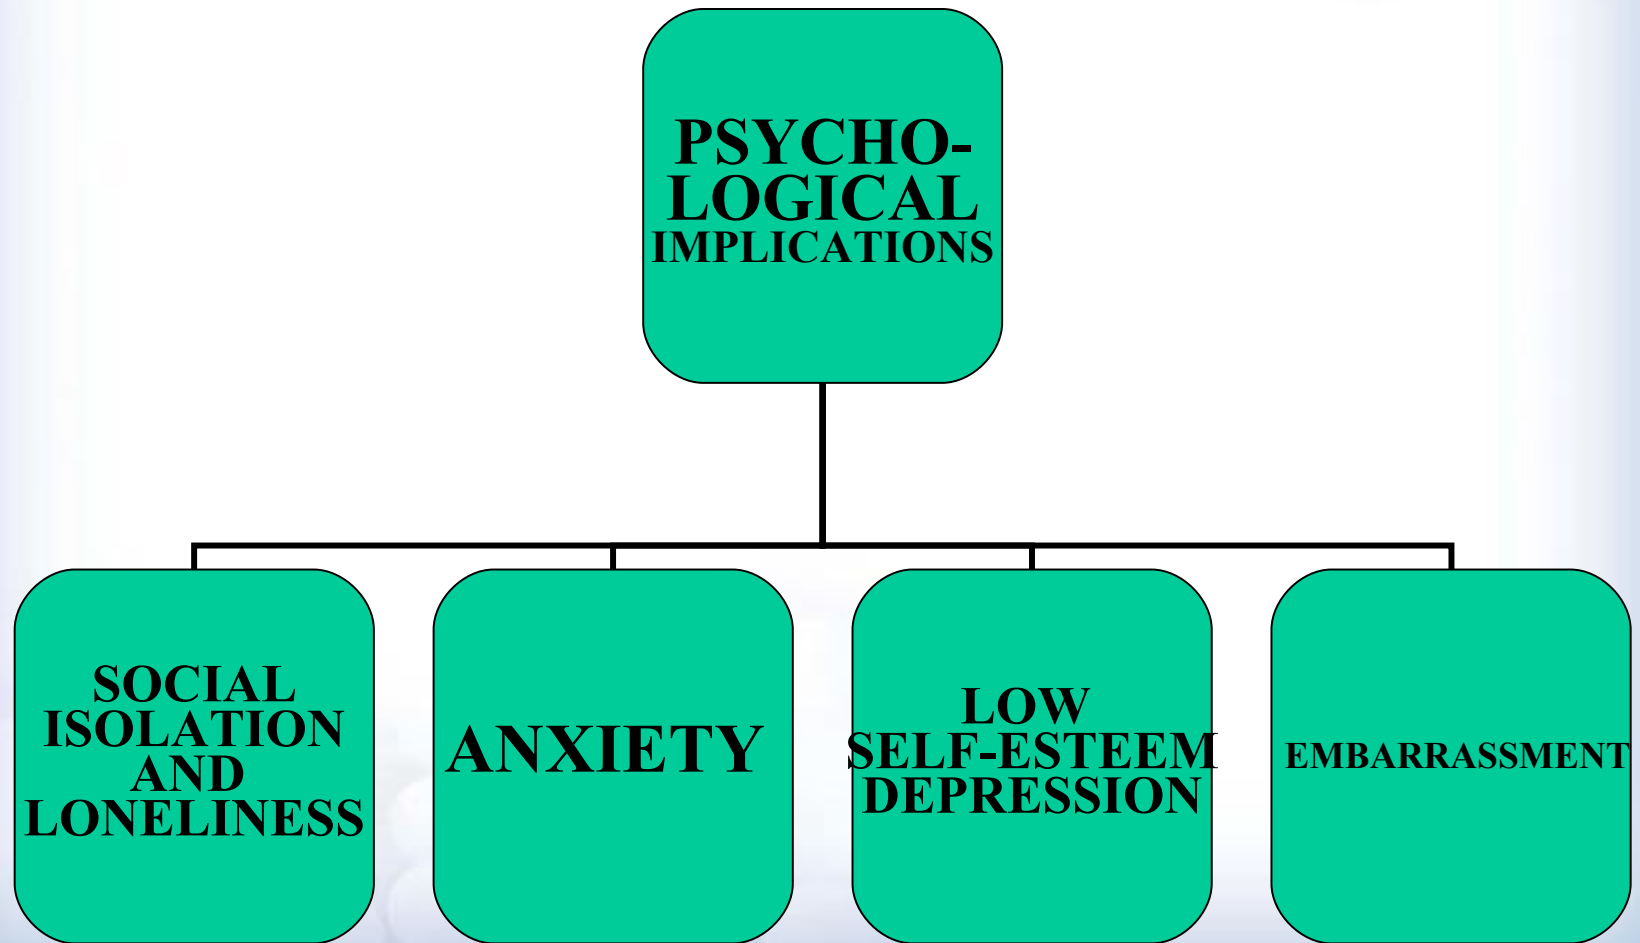 PSYCHO-
LOGICAL
IMPLICATIONS
SOCIAL
ISOLATION
AND
LONELINESS
ANXIETY
LOW
SELF-ESTEEM
DEPRESSION
EMBARRASSMENT